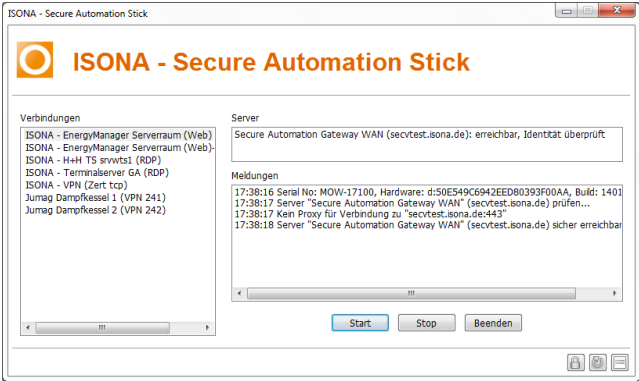 ISONA - Secure Automation Stick
ISONA - Secure Automation Stick
Verbindungen
ISONA - EnergyManager Serverraum (Web)
ISONA - EnergyManager Serverraum (Web)-
ISONA - H+H TS srvwts1 (RDP)
ISONA - Terminalserver GA (RDP)
ISONA - VPN (Zert tcp)
Jumag Dampfkessel 1 (VPN 241)
Jumag Dampfkessel 2 (VPN 242)
Server
Secure Automation Gateway WAN (secvtest.isona.de): erreichbar, Identität überprüft
Meldungen
17:38:16 Serial No: MOW-17100, Hardware: d:50E549C6942EED80393F00AA, Build: 1401
17:38:17 Server "Secure Automation Gateway WAN" (secvtest.isona.de) prüfen...
17:38:17 Kein Proxy für Verbindung zu "secvtest.isona.de:443"
17:38:18 Server "Secure Automation Gateway WAN" (secvtest.isona.de) sicher erreichbar
Start Stop Beenden